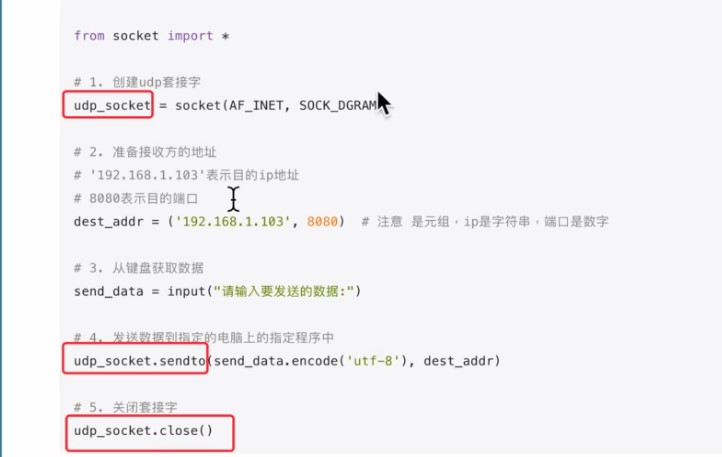 from socket import *
# 1. 创建udp套接字
udp_socket = socket(AF_INET, SOCK_DGRAM
# 2. 准备接收方的地址
# '192.168.1.103'表示目的ip地址
# 8080表示目的端口
dest_addr = ('192.168.1.103', 8080)  # 注意 是元组，ip是字符串，端口是数字
# 3. 从键盘获取数据
send_data = input("请输入要发送的数据:")
# 4. 发送数据到指定的电脑上的指定程序中
udp_socket.sendto(send_data.encode('utf-8'), dest_addr)
# 5. 关闭套接字
udp_socket.close()